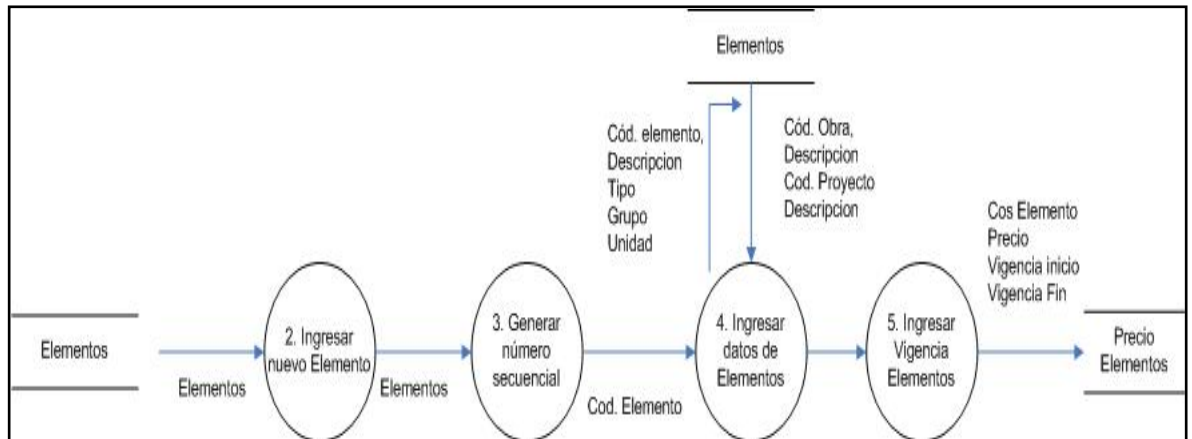 Elementos
Cód. elemento,
Descripcion
Tipo
Grupo
Unidad
Cód. Obra,
Descripcion
Cod. Proyecto
Descripcion
Cos Elemento
Precio
Vigencia inicio
Vigencia Fin
Elementos
Elementos
2. Ingresar
nuevo Elemento
Elementos
3. Generar
número
secuencial
Cod. Elemento
4. Ingresar
datos de
Elementos
5. Ingresar
Vigencia
Elementos
Precio
Elementos